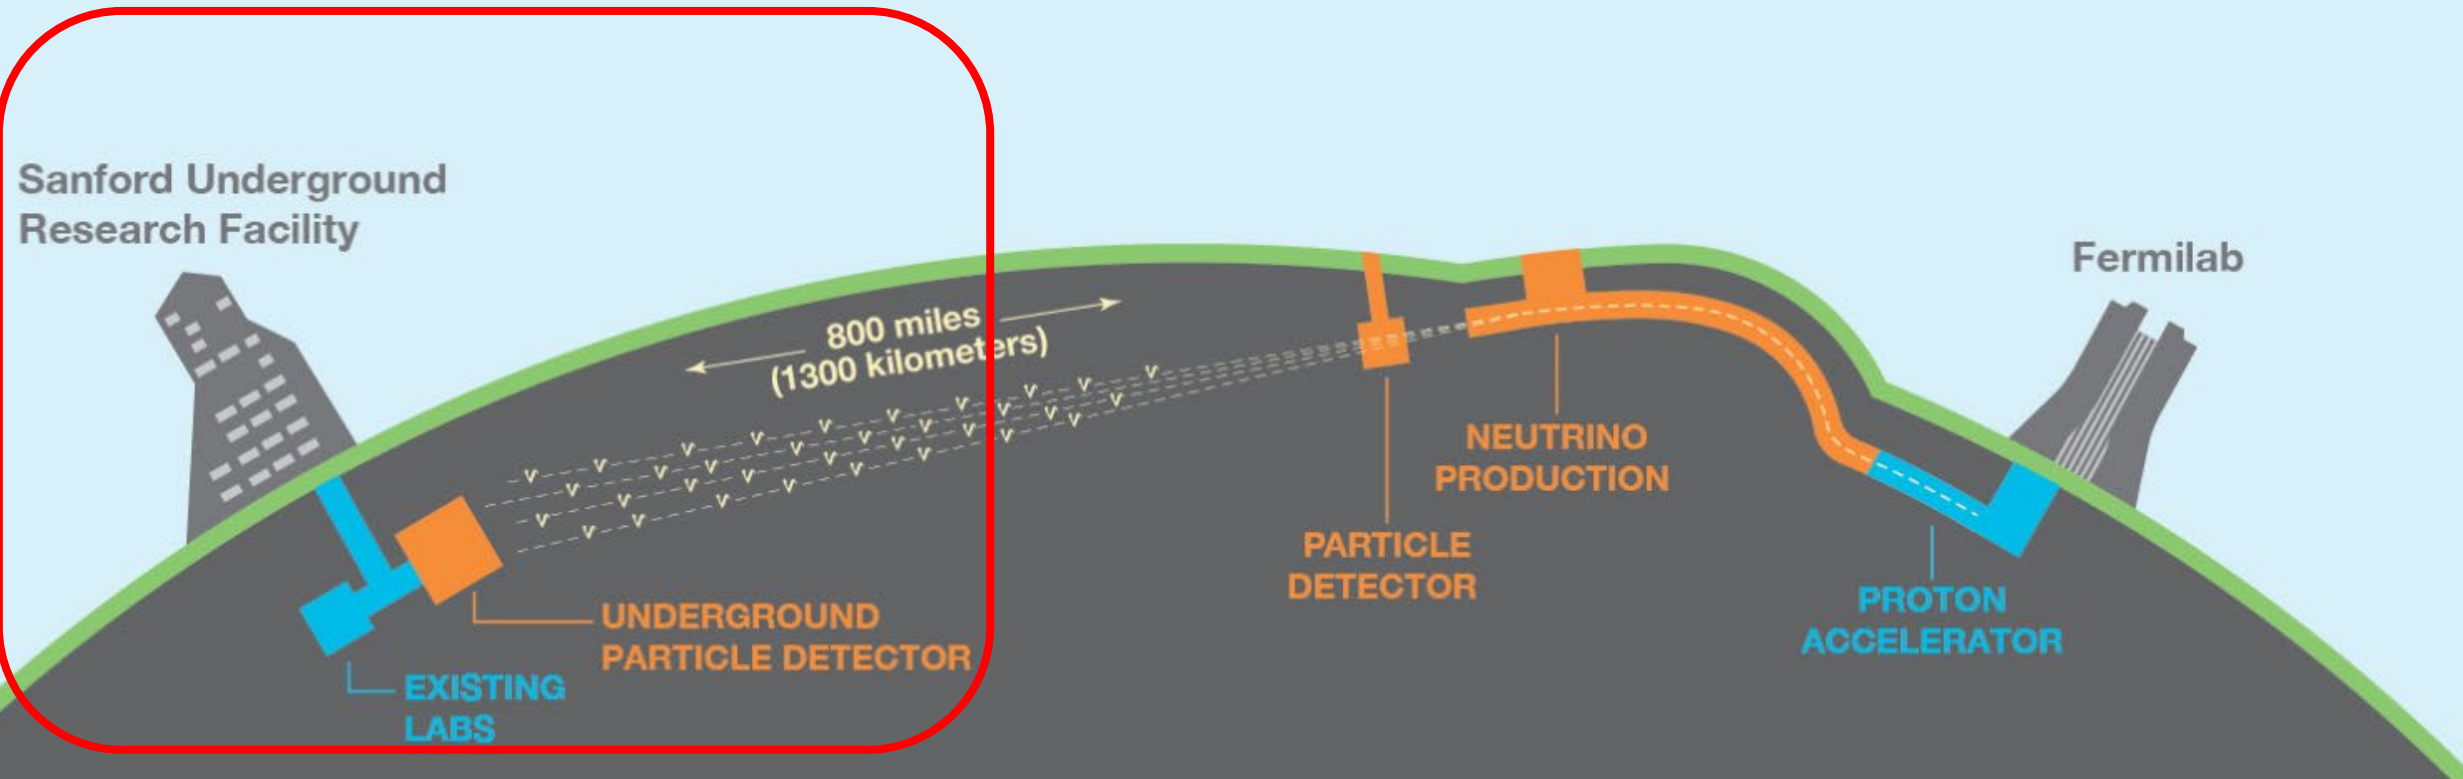 Sanford Underground
Research Facility
Fermilab
800 miles
(1300 kilometers)
NEUTRINO
PRODUCTION
PARTICLE
DETECTOR
PROTON
ACCELERATOR
UNDERGROUND
PARTICLE DETECTOR
EXISTING
LABS